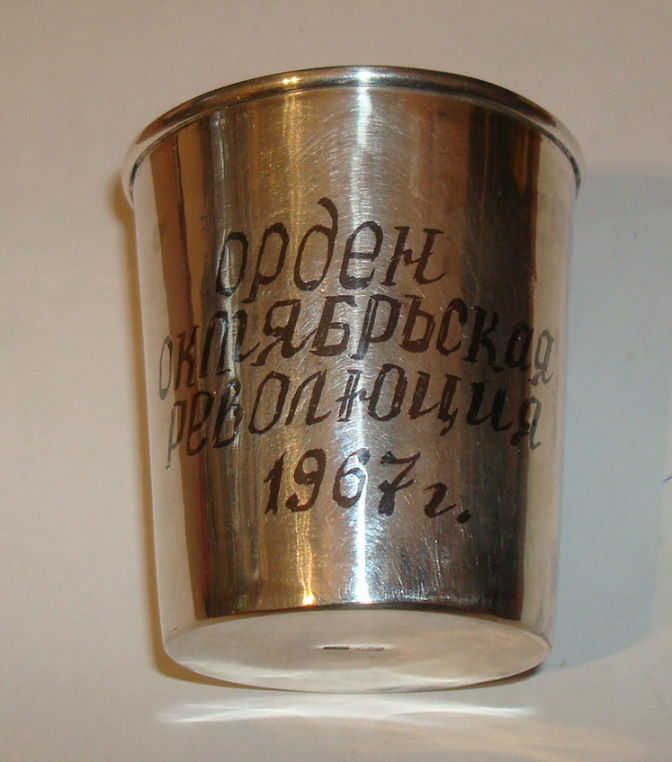 орден
октябрьская
революция
1967г.